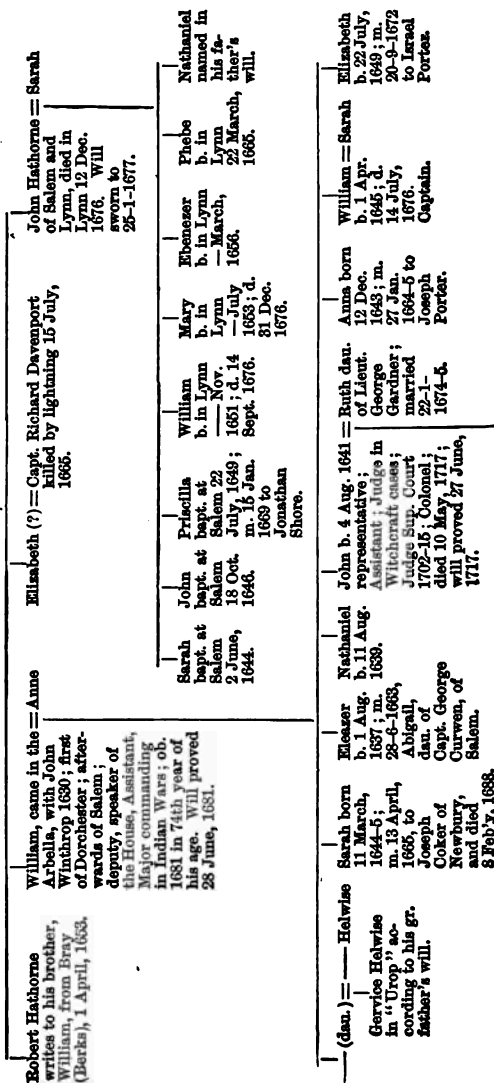 Robert Hathorne
writes to his brother,
William, from Bray
(Berks), 1 April, 1653.
William, came in the = Anne
Arbella, with John
Winthrop 1630; first
of Dorchester; after-
wards of Salem;
deputy, speaker of
the House, Assistant,
Major commanding
in Indian Wars; ob.
1681 in 74th year of
his age. Will proved
28 June, 1681.
Elizabeth (?) = Capt. Richard Davenport
killed by lightning 15 July,
1665.
John Hathorne = Sarah
of Salem and
Lynn, died in
Lynn 12 Dec.
1676. Will
sworn to
25-1-1677.
Sarah
bapt. at
Salem
2 June,
1644.
John
bapt. at
Salem
18 Oct.
1646.
Priscilla
bapt. at
Salem 22
July, 1649;
m. 15 Jan.
1669 to
Jonathan
Shore.
William
b. in Lynn
— Nov.
1651; d. 14
Sept. 1676.
Mary
b. in
Lynn
— July
1653; d.
31 Dec.
1676.
Ebenezer
b. in Lynn
— March,
1656.
Phebe
b. in
Lynn
22 March,
1665.
Nathaniel
named in
his fa-
ther's
will.
— (dau.) = — Helwise
Gervice Helwise
in "Urop" ac-
cording to his gr.
father's will.
Sarah born
11 March,
1644-5;
m. 13 April,
1665, to
Joseph
Coker of
Newbury,
and died
8 Feb'y, 1688.
Eleazer
b. 1 Aug.
1637; m.
28-6-1663,
Abigail,
dau. of
Capt. George
Curwen, of
Salem.
Nathaniel
b. 11 Aug.
1639.
John b. 4 Aug. 1641 = Ruth dau.
representative;
Assistant; Judge in
Witchcraft cases;
Judge Sup. Court
1702-15; Colonel;
died 10 May, 1717;
will proved 27 June,
1717.
of Lieut.
George
Gardner;
married
22-1-
1674-5.
Anna born
12 Dec.
1643; m.
27 Jan.
1664-5 to
Joseph
Porter.
William = Sarah
b. 1 Apr.
1645; d.
14 July,
1676.
Captain.
Elizabeth
b. 22 July,
1649; m.
20-9-1672
to Israel
Porter.